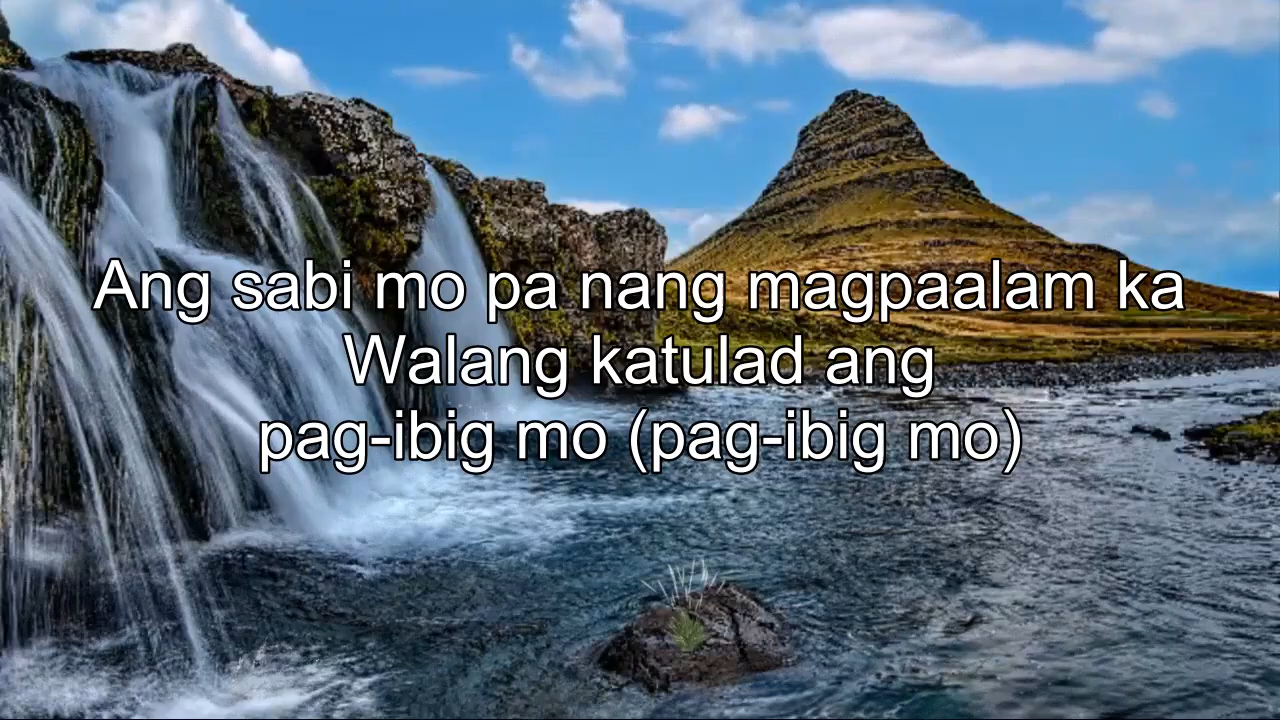 Ang sabi mo pa nang magpaalam ka
Walang katulad ang
pag-ibig mo (pag-ibig mo)